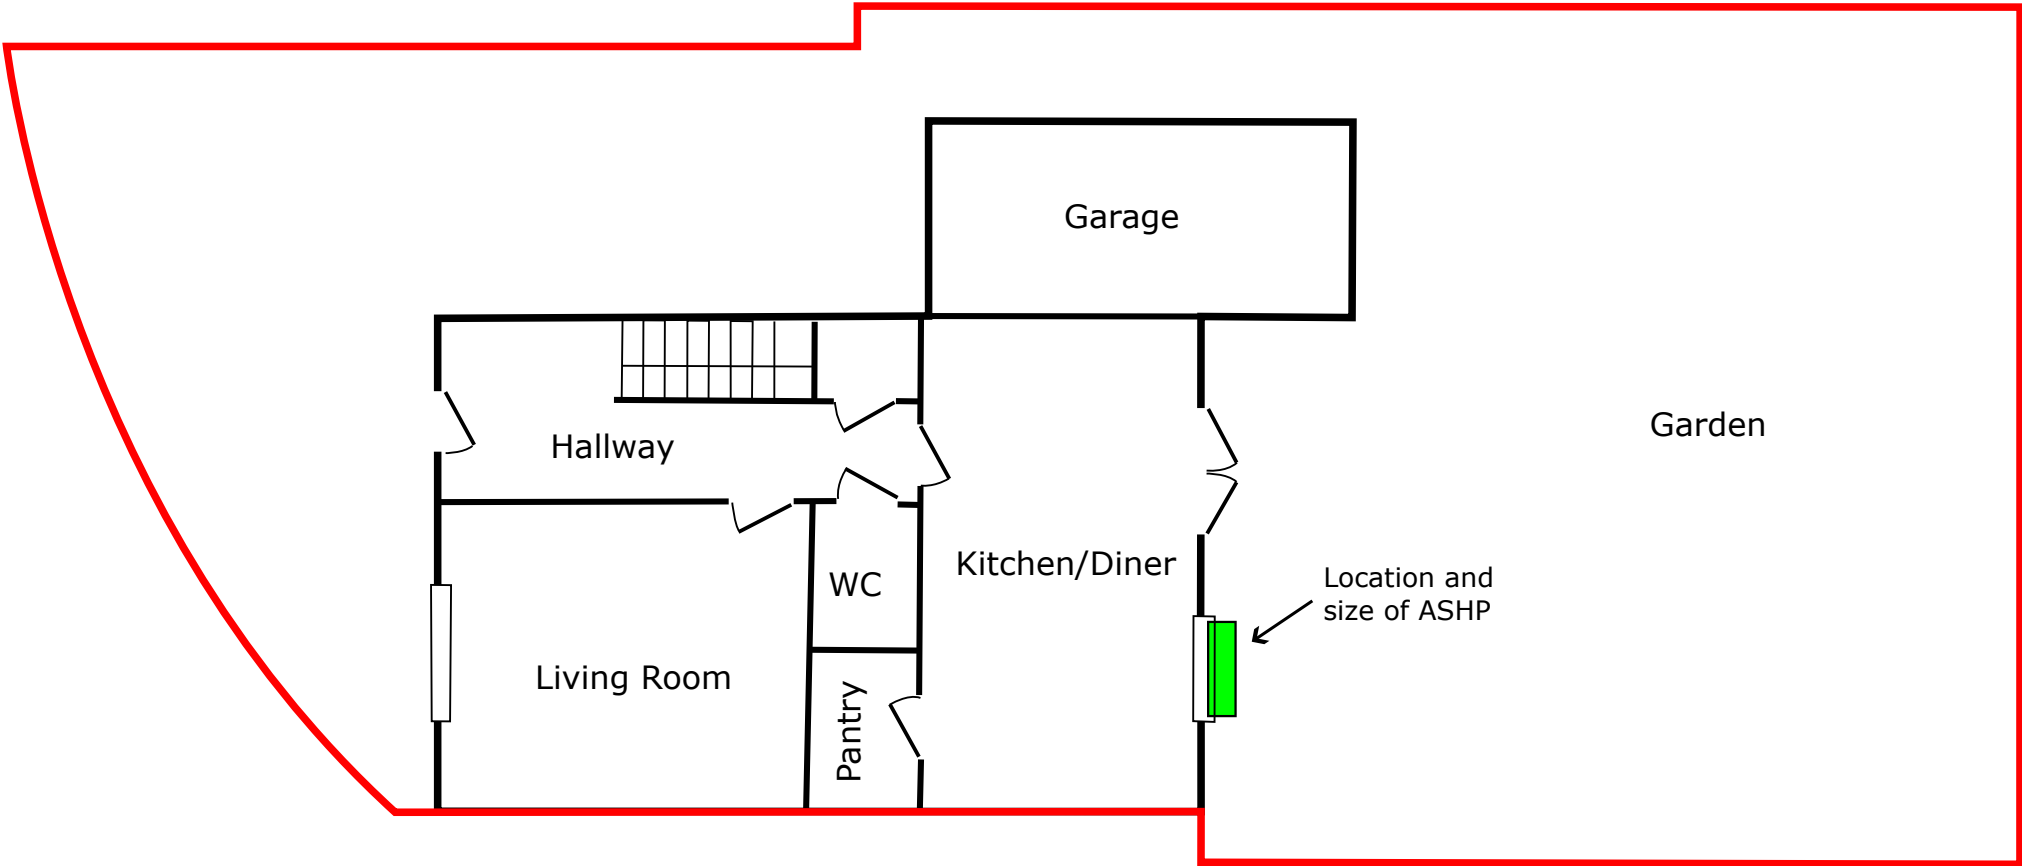 Garage
Garden
Hallway
Kitchen/Diner
Location and
size of ASHP
WC
Living Room
Pantry